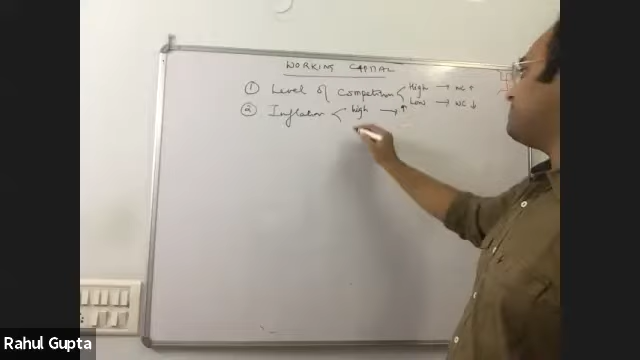 WORKING CAPITAL
① Level of Competition < High → WC ↑
Low → WC ↓
② Inflation < high → ↑
Rahul Gupta